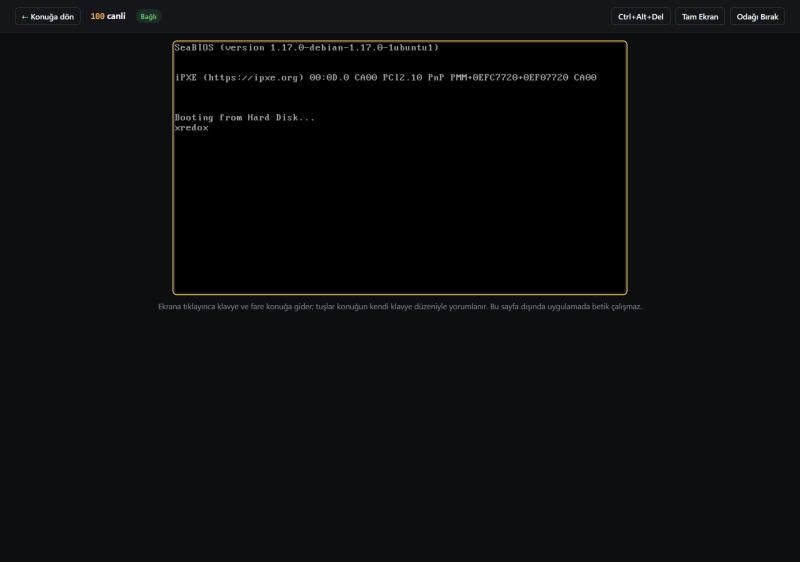 ← Konuğa dön 100 canli Bağlı Ctrl+Alt+Del Tam Ekran Odağı Bırak
SeaBIOS (version 1.17.0-debian-1.17.0-1ubuntu1)
iPXE (https://ipxe.org) 00:0D.0 CA00 PCI2.10 PnP PMM+0EFC7720+0EF07720 CA00
Booting from Hard Disk...
xredox
Ekrana tıklayınca klavye ve fare konuğa gider; tuşlar konuğun kendi klavye düzeniyle yorumlanır. Bu sayfa dışında uygulamada betik çalışmaz.